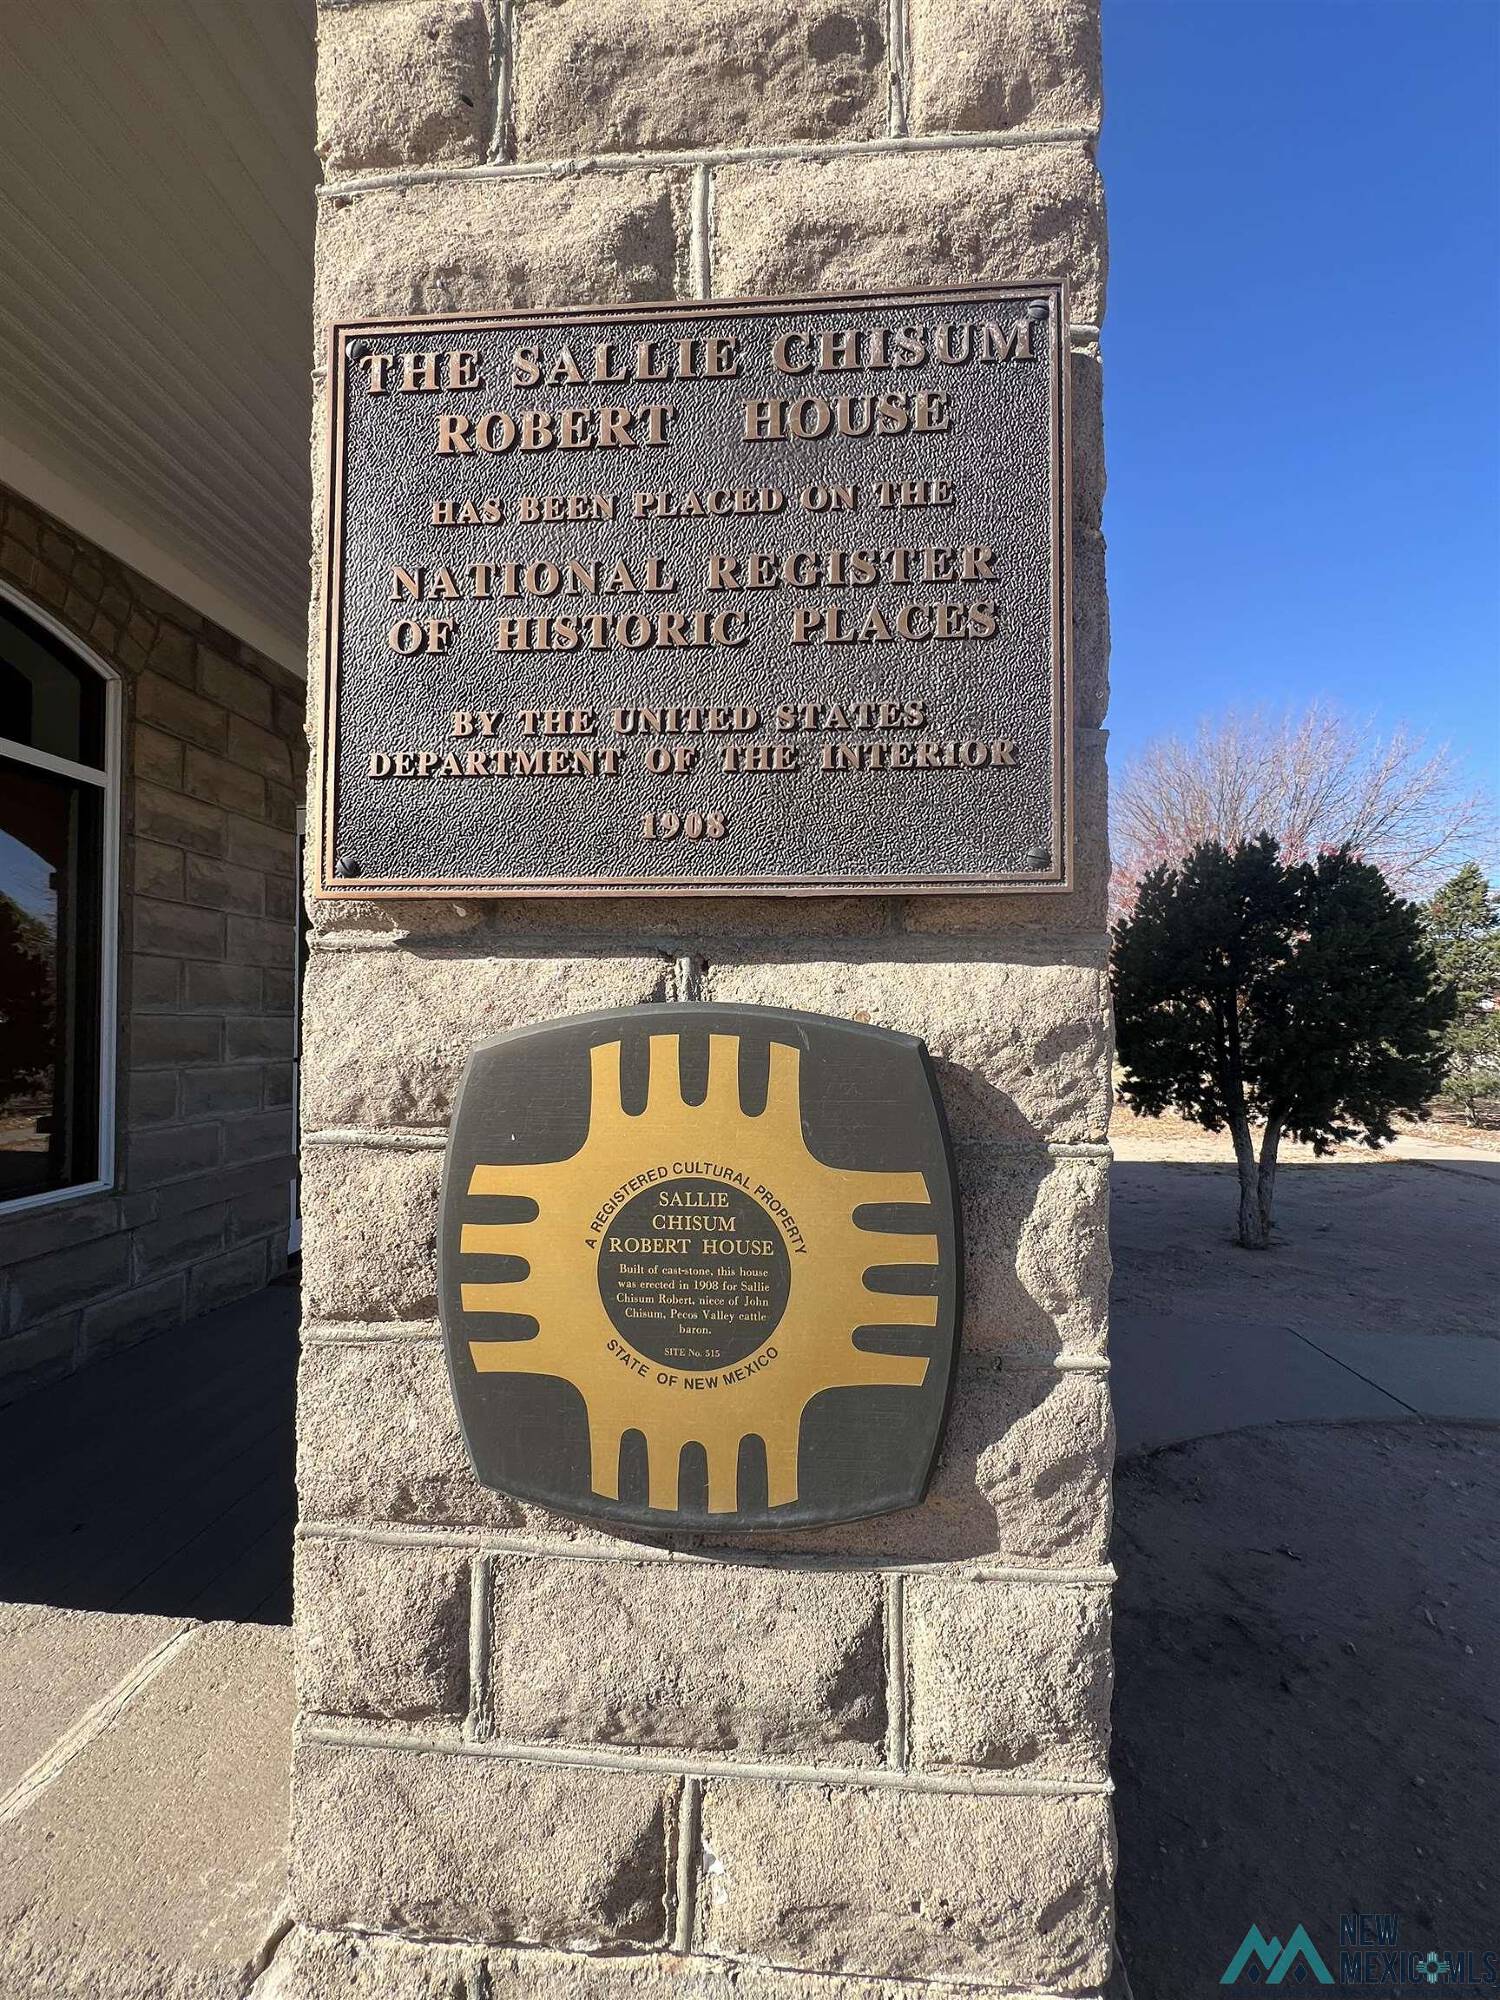 THE SALLIE CHISUM
ROBERT HOUSE
HAS BEEN PLACED ON THE
NATIONAL REGISTER
OF HISTORIC PLACES
BY THE UNITED STATES
DEPARTMENT OF THE INTERIOR
1908
A REGISTERED CULTURAL PROPERTY
SALLIE
CHISUM
ROBERT HOUSE
Built of cast-stone, this house
was erected in 1908 for Sallie
Chisum Robert, niece of John
Chisum, Pecos Valley cattle
baron.
SITE No. 515
STATE OF NEW MEXICO
NEW
MEXICO MLS